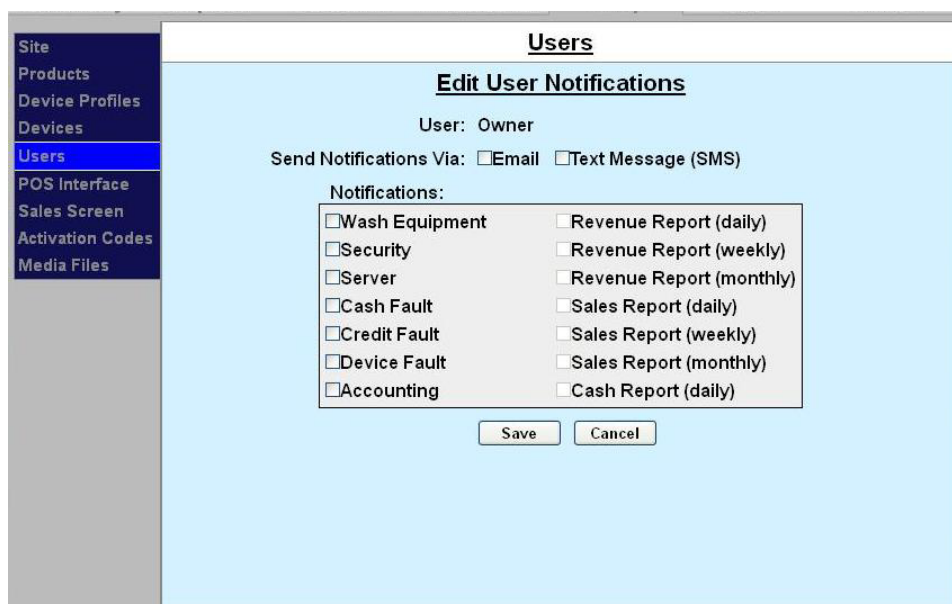 Users
Site
Products
Device Profiles
Devices
Users
POS Interface
Sales Screen
Activation Codes
Media Files
Edit User Notifications
User: Owner
Send Notifications Via: Email Text Message (SMS)
Notifications:
Wash Equipment Revenue Report (daily)
Security Revenue Report (weekly)
Server Revenue Report (monthly)
Cash Fault Sales Report (daily)
Credit Fault Sales Report (weekly)
Device Fault Sales Report (monthly)
Accounting Cash Report (daily)
Save Cancel